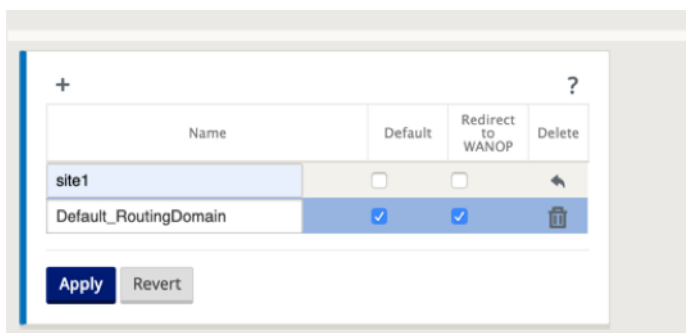 + ?
Name Default Redirect to WANOP Delete
site1
Default_RoutingDomain
Apply Revert